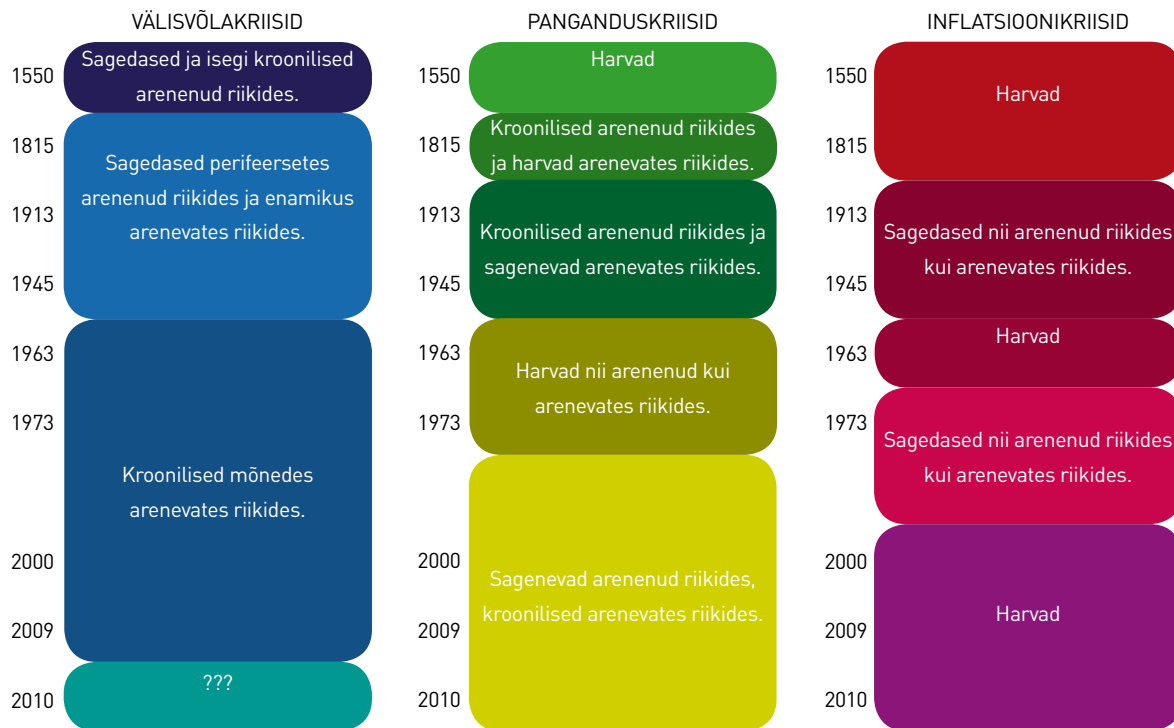 VÄLISVÕLAKRIISID
1550
Sagedased ja isegi kroonilised
arenenud riikides.
1815
Sagedased perifeersetes
arenenud riikides ja enamikus
arenevates riikides.
1913
1945
1963
1973
Kroonilised mõnedes
arenevates riikides.
2000
2009
2010
???
PANGANDUSKRIISID
1550
Harvad
1815
Kroonilised arenenud riikides
ja harvad arenevates riikides.
1913
Kroonilised arenenud riikides ja
sagenevad arenevates riikides.
1945
1963
Harvad nii arenenud kui
arenevates riikides.
1973
2000
Sagenevad arenenud riikides,
kroonilised arenevates riikides.
2009
2010
INFLATSIOONIKRIISID
1550
Harvad
1815
1913
Sagedased nii arenenud riikides
kui arenevates riikides.
1945
1963
Harvad
1973
Sagedased nii arenenud riikides
kui arenevates riikides.
2000
Harvad
2009
2010